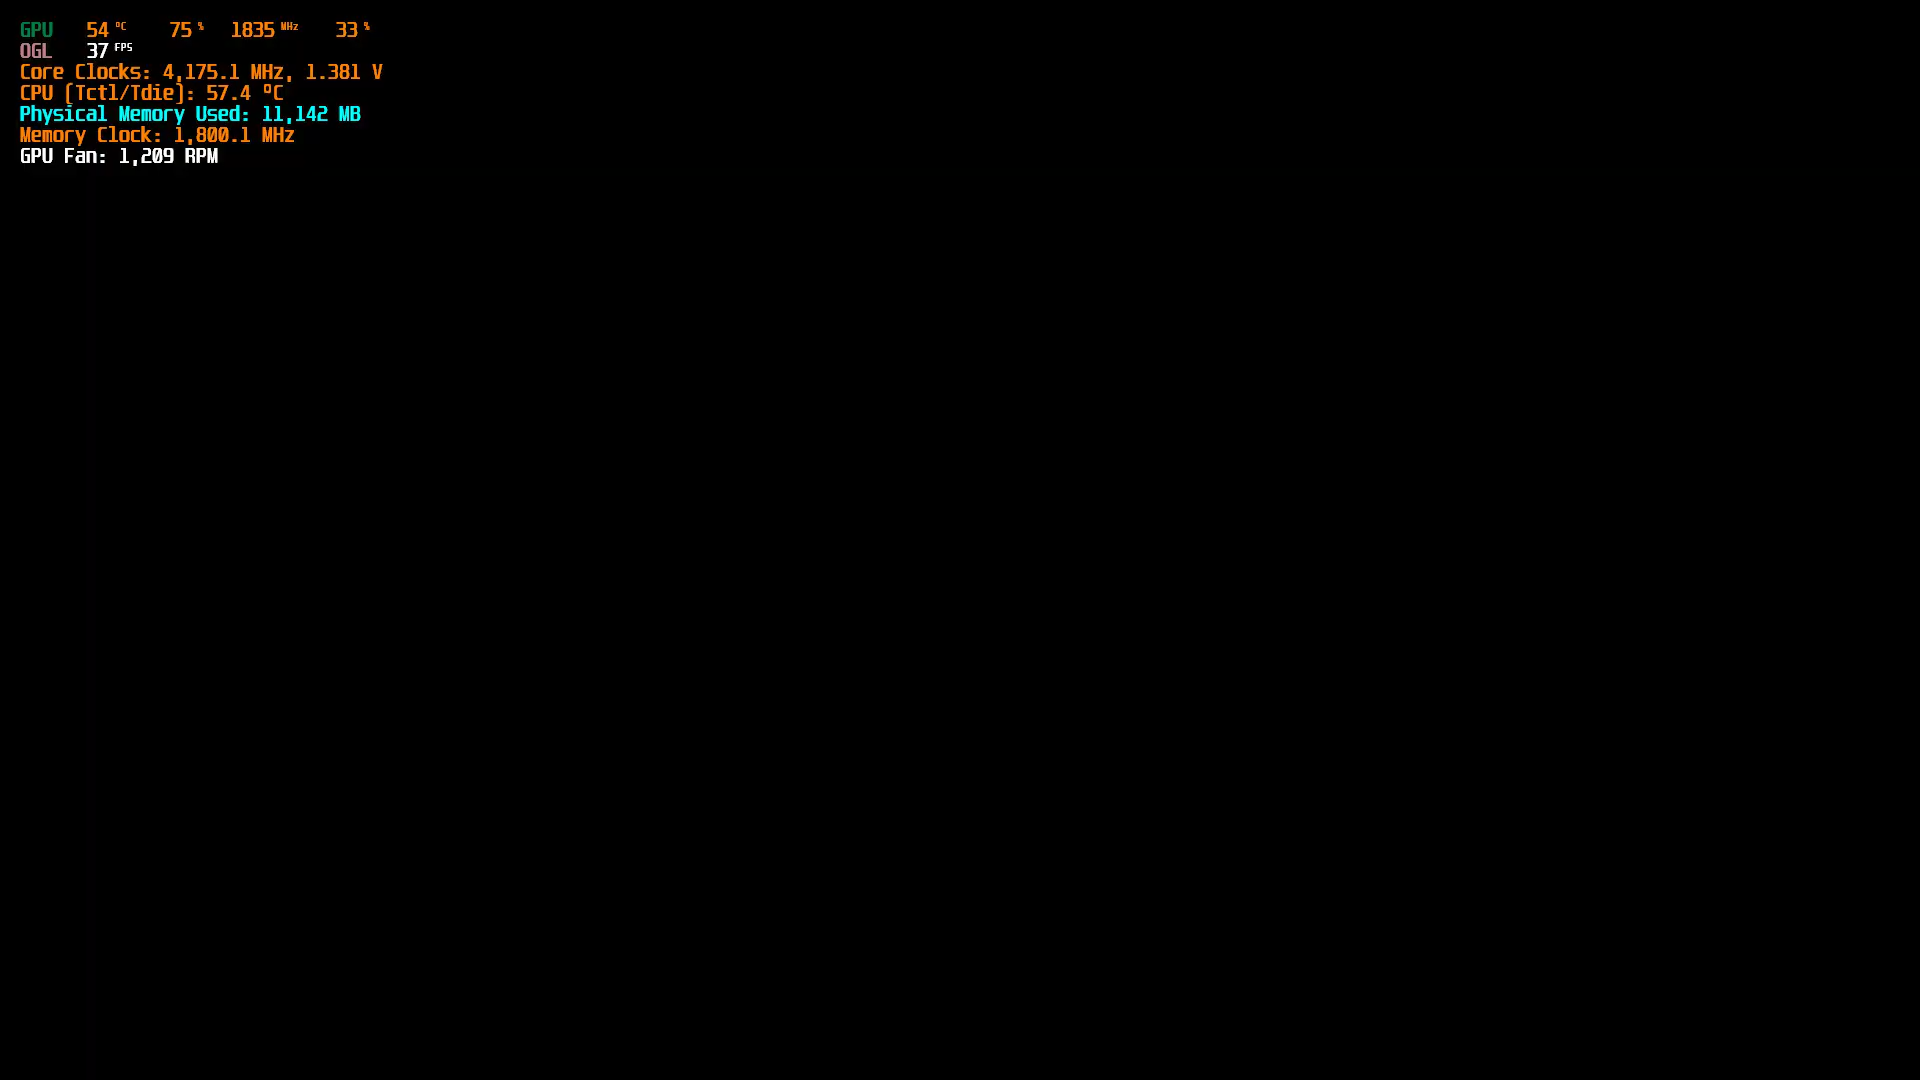 GPU 54 °C 75 % 1835 MHz 33 %
OGL 37 FPS
Core Clocks: 4,175.1 MHz, 1.381 V
CPU [Tctl/Tdie]: 57.4 °C
Physical Memory Used: 11,142 MB
Memory Clock: 1,800.1 MHz
GPU Fan: 1,209 RPM